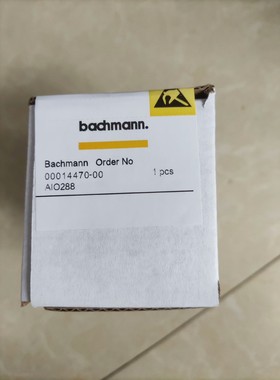 bachmann.
Bachmann Order No
00014470-00 1 pcs
AIO288